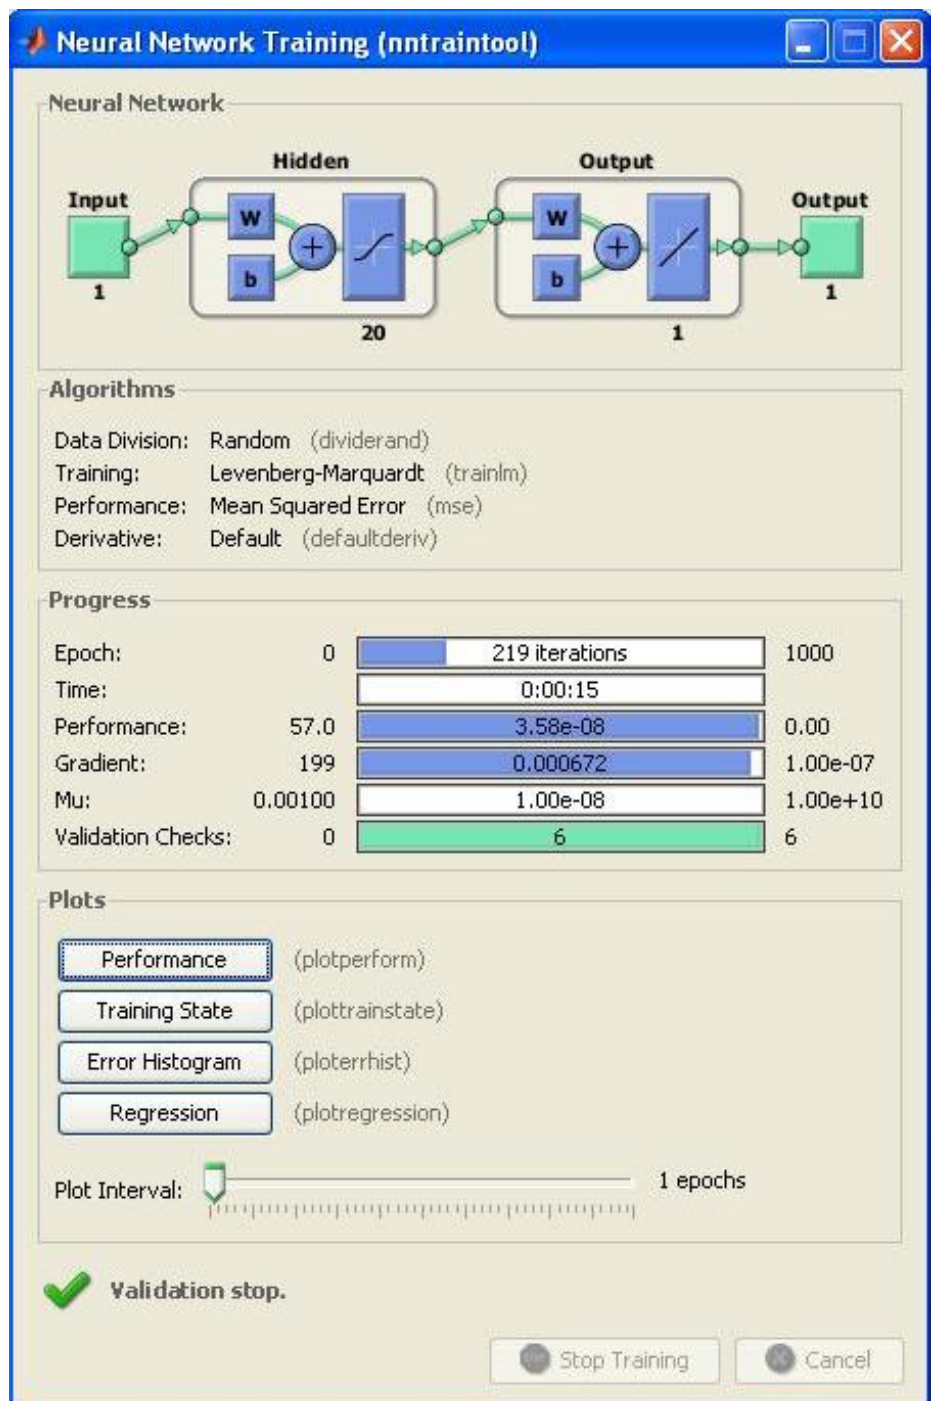 Neural Network Training (nntraintool)
Neural Network
Hidden
Output
Input
Output
W
W
b
b
1
1
20
1
Algorithms
Data Division: Random (dividerand)
Training: Levenberg-Marquardt (trainlm)
Performance: Mean Squared Error (mse)
Derivative: Default (defaultderiv)
Progress
Epoch: 0 219 iterations 1000
Time: 0:00:15
Performance: 57.0 3.58e-08 0.00
Gradient: 199 0.000672 1.00e-07
Mu: 0.00100 1.00e-08 1.00e+10
Validation Checks: 0 6 6
Plots
Performance (plotperform)
Training State (plottrainstate)
Error Histogram (ploterrhist)
Regression (plotregression)
Plot Interval: 1 epochs
Validation stop.
Stop Training Cancel